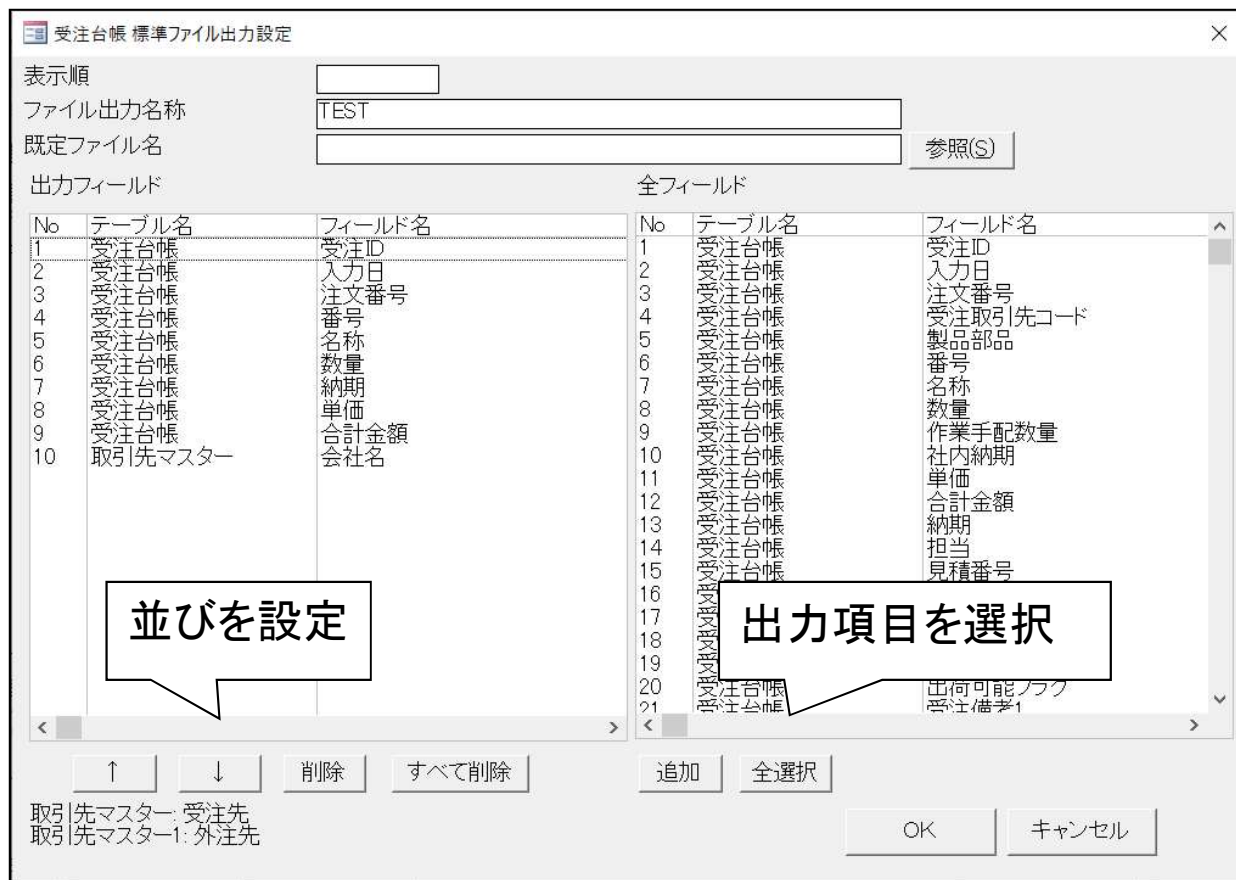 受注台帳 標準ファイル出力設定
表示順
ファイル出力名称 TEST
既定ファイル名 参照(S)
出力フィールド 全フィールド
No テーブル名 フィールド名
1 受注台帳 受注ID
2 受注台帳 入力日
3 受注台帳 注文番号
4 受注台帳 番号
5 受注台帳 名称
6 受注台帳 数量
7 受注台帳 納期
8 受注台帳 単価
9 受注台帳 合計金額
10 取引先マスター 会社名
No テーブル名 フィールド名
1 受注台帳 受注ID
2 受注台帳 入力日
3 受注台帳 注文番号
4 受注台帳 受注取引先コード
5 受注台帳 製品部品
6 受注台帳 番号
7 受注台帳 名称
8 受注台帳 数量
9 受注台帳 作業手配数量
10 受注台帳 社内納期
11 受注台帳 単価
12 受注台帳 合計金額
13 受注台帳 納期
14 受注台帳 担当
15 受注台帳 見積番号
16 受
17 受
18 受
19 受
20 受注台帳 出荷可能フラグ
21 受注台帳 受注備考1
並びを設定
出力項目を選択
↑ ↓ 削除 すべて削除 追加 全選択
取引先マスター: 受注先
取引先マスター1: 外注先
OK キャンセル